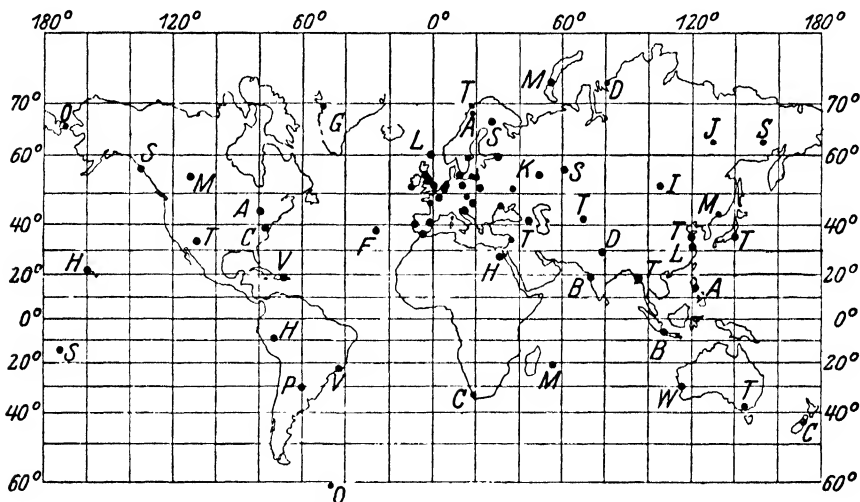 180° 120° 60° 0° 60° 120° 180°
M D
70° O T 70°
G A S J S
L
60° 60°
S M K S I
A T M
40° C 40°
T F T D T L T
H V H B T
20° A 20°
0° 0°
H B
S
20° 20°
P V M
C W T
40° 40°
C
60° O 60°